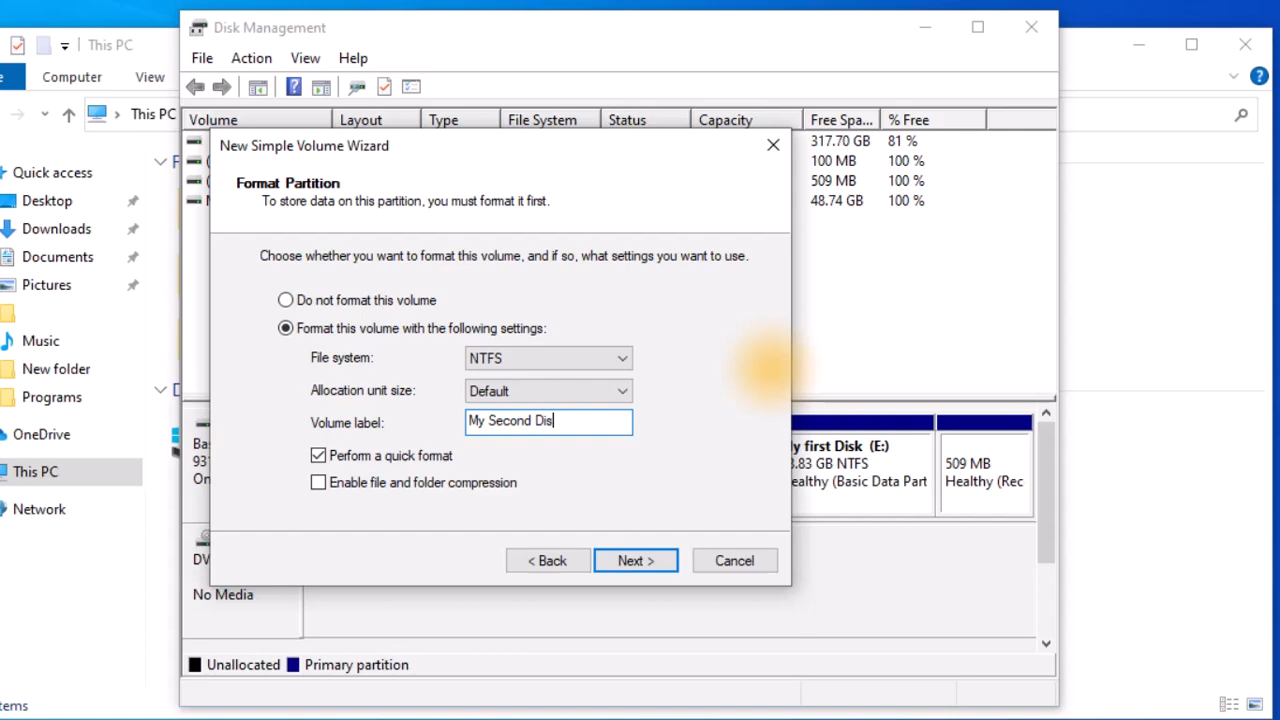 Disk Management
This PC
File Action View Help
Computer View
This PC
Volume Layout Type File System Status Capacity Free Spa... % Free
317.70 GB 81 %
100 MB 100 %
509 MB 100 %
48.74 GB 100 %
New Simple Volume Wizard
Format Partition
To store data on this partition, you must format it first.
Choose whether you want to format this volume, and if so, what settings you want to use.
Do not format this volume
Format this volume with the following settings:
File system: NTFS
Allocation unit size: Default
Volume label: My Second Dis
Perform a quick format
Enable file and folder compression
< Back Next > Cancel
Quick access
Desktop
Downloads
Documents
Pictures
Music
New folder
Programs
OneDrive
This PC
Network
y first Disk (E:)
.83 GB NTFS
ealthy (Basic Data Part
509 MB
Healthy (Rec
Bas
931
On
DV
No Media
Unallocated Primary partition
tems